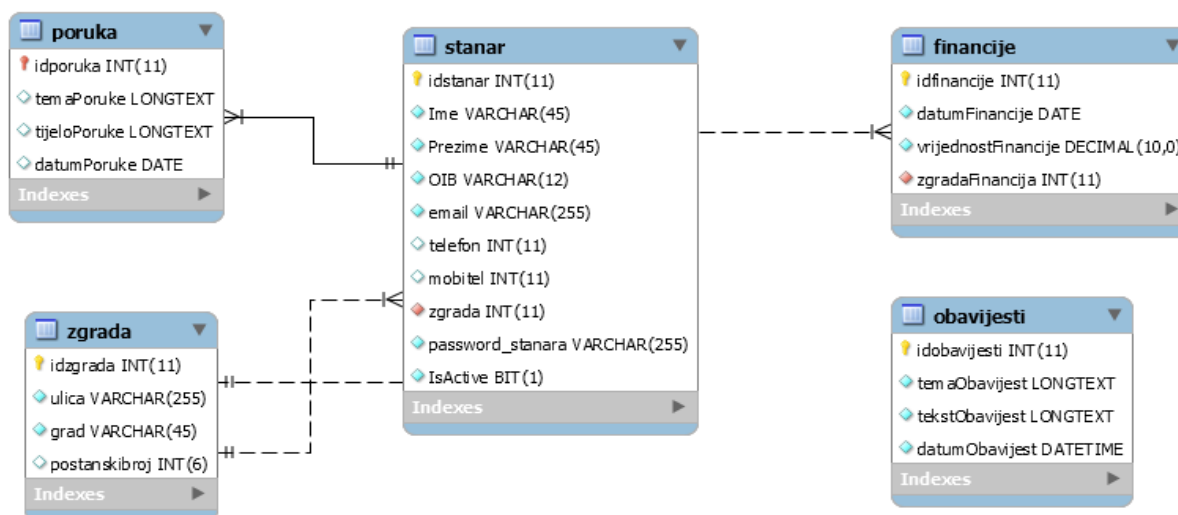 poruka
idporuka INT(11)
temaPoruke LONGTEXT
tijeloPoruke LONGTEXT
datumPoruke DATE
Indexes
stanar
idstanar INT(11)
Ime VARCHAR(45)
Prezime VARCHAR(45)
OIB VARCHAR(12)
email VARCHAR(255)
telefon INT(11)
mobitel INT(11)
zgrada INT(11)
password_stanara VARCHAR(255)
IsActive BIT(1)
Indexes
financije
idfinancije INT(11)
datumFinancije DATE
vrijednostFinancije DECIMAL(10,0)
zgradaFinancija INT(11)
Indexes
zgrada
idzgrada INT(11)
ulica VARCHAR(255)
grad VARCHAR(45)
postanskibroj INT(6)
Indexes
obavijesti
idobavijesti INT(11)
temaObavijest LONGTEXT
tekstObavijest LONGTEXT
datumObavijest DATETIME
Indexes